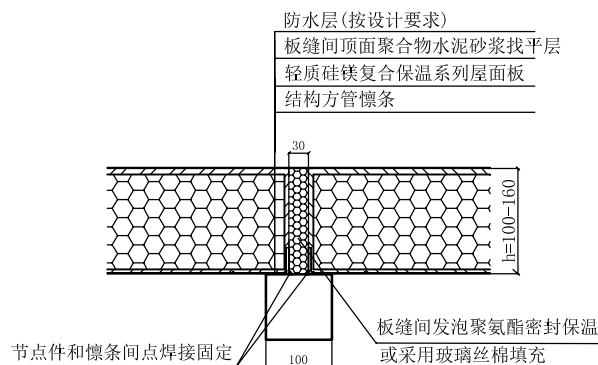 防水层(按设计要求)
板缝间顶面聚合物水泥砂浆找平层
轻质硅镁复合保温系列屋面板
结构方管懔条
30
h=100-160
板缝间发泡聚氨酯密封保温
节点件和懔条间点焊接固定
100
或采用玻璃丝棉填充